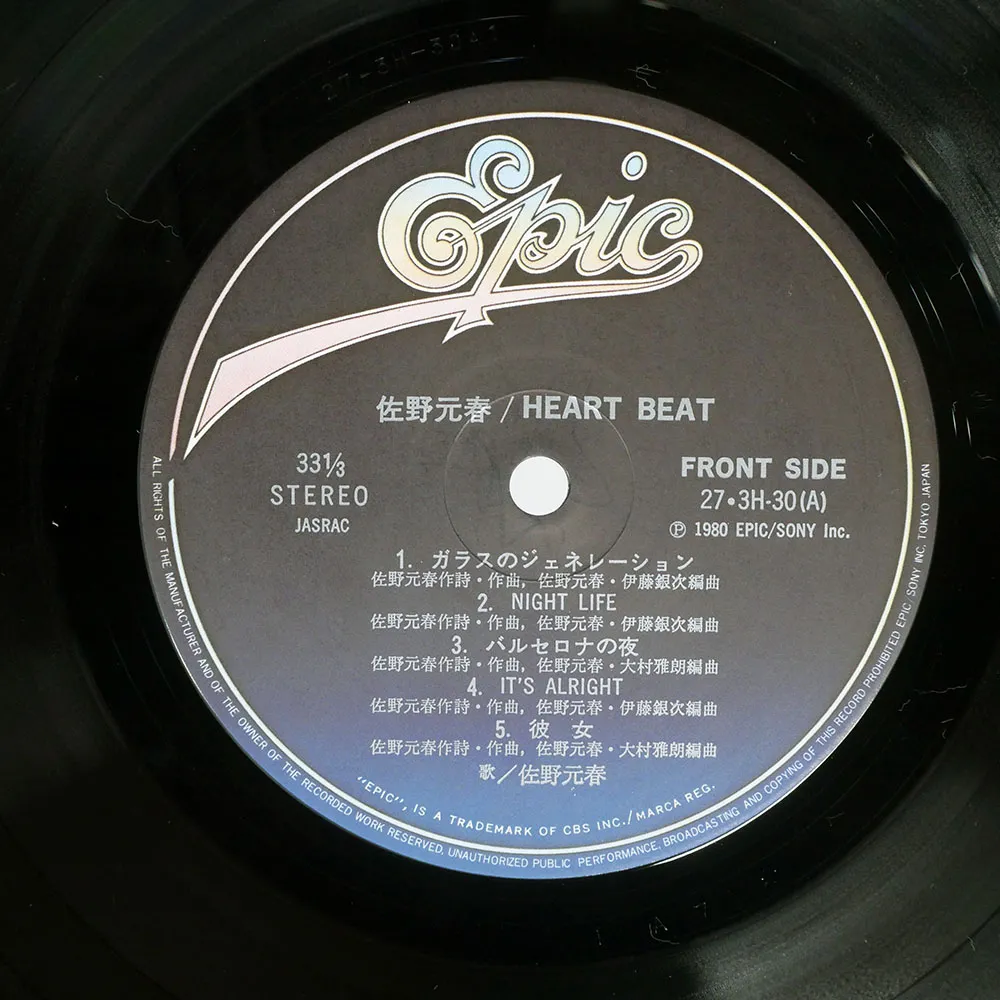 27-3H-30A1
Epic
佐野元春/HEART BEAT
33⅓
STEREO
JASRAC
FRONT SIDE
27•3H-30(A)
Ⓟ 1980 EPIC/SONY Inc.
1. ガラスのジェネレーション
佐野元春作詩・作曲, 佐野元春・伊藤銀次編曲
2. NIGHT LIFE
佐野元春作詩・作曲, 佐野元春・伊藤銀次編曲
3. バルセロナの夜
佐野元春作詩・作曲, 佐野元春・大村雅朗編曲
4. IT'S ALRIGHT
佐野元春作詩・作曲, 佐野元春・伊藤銀次編曲
5. 彼 女
佐野元春作詩・作曲, 佐野元春・大村雅朗編曲
歌/佐野元春
"EPIC", IS A TRADEMARK OF CBS INC./MARCA REG.
ALL RIGHTS OF THE MANUFACTURER AND OF THE OWNER OF THE RECORDED WORK RESERVED. UNAUTHORIZED PUBLIC PERFORMANCE, BROADCASTING AND COPYING OF THIS RECORD PROHIBITED EPIC/SONY INC. TOKYO JAPAN